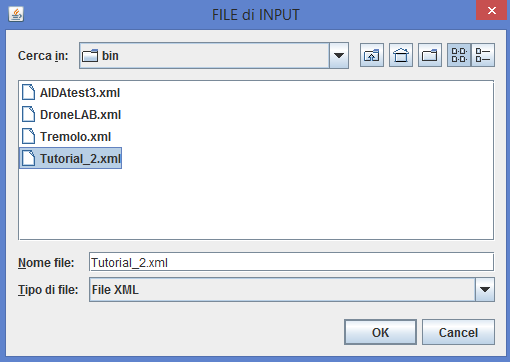 FILE di INPUT
Cerca in: bin
AIDAtest3.xml
DroneLAB.xml
Tremolo.xml
Tutorial_2.xml
Nome file: Tutorial_2.xml
Tipo di file: File XML
OK Cancel